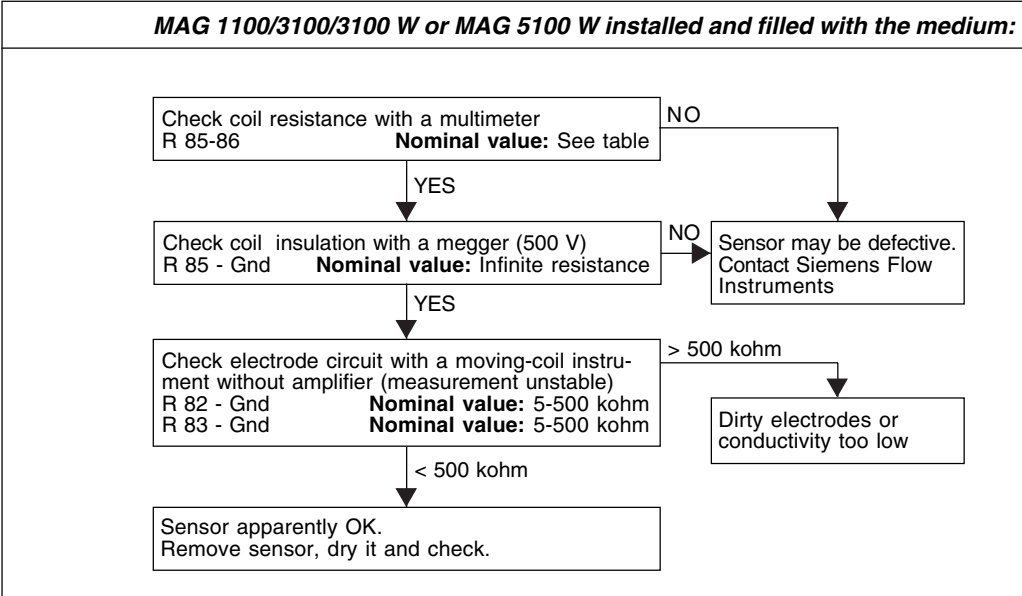 MAG 1100/3100/3100 W or MAG 5100 W installed and filled with the medium:
Check coil resistance with a multimeter
R 85-86 Nominal value: See table
NO
YES
Check coil insulation with a megger (500 V)
R 85 - Gnd Nominal value: Infinite resistance
NO
Sensor may be defective.
Contact Siemens Flow
Instruments
YES
Check electrode circuit with a moving-coil instru-
ment without amplifier (measurement unstable)
R 82 - Gnd Nominal value: 5-500 kohm
R 83 - Gnd Nominal value: 5-500 kohm
> 500 kohm
Dirty electrodes or
conductivity too low
< 500 kohm
Sensor apparently OK.
Remove sensor, dry it and check.